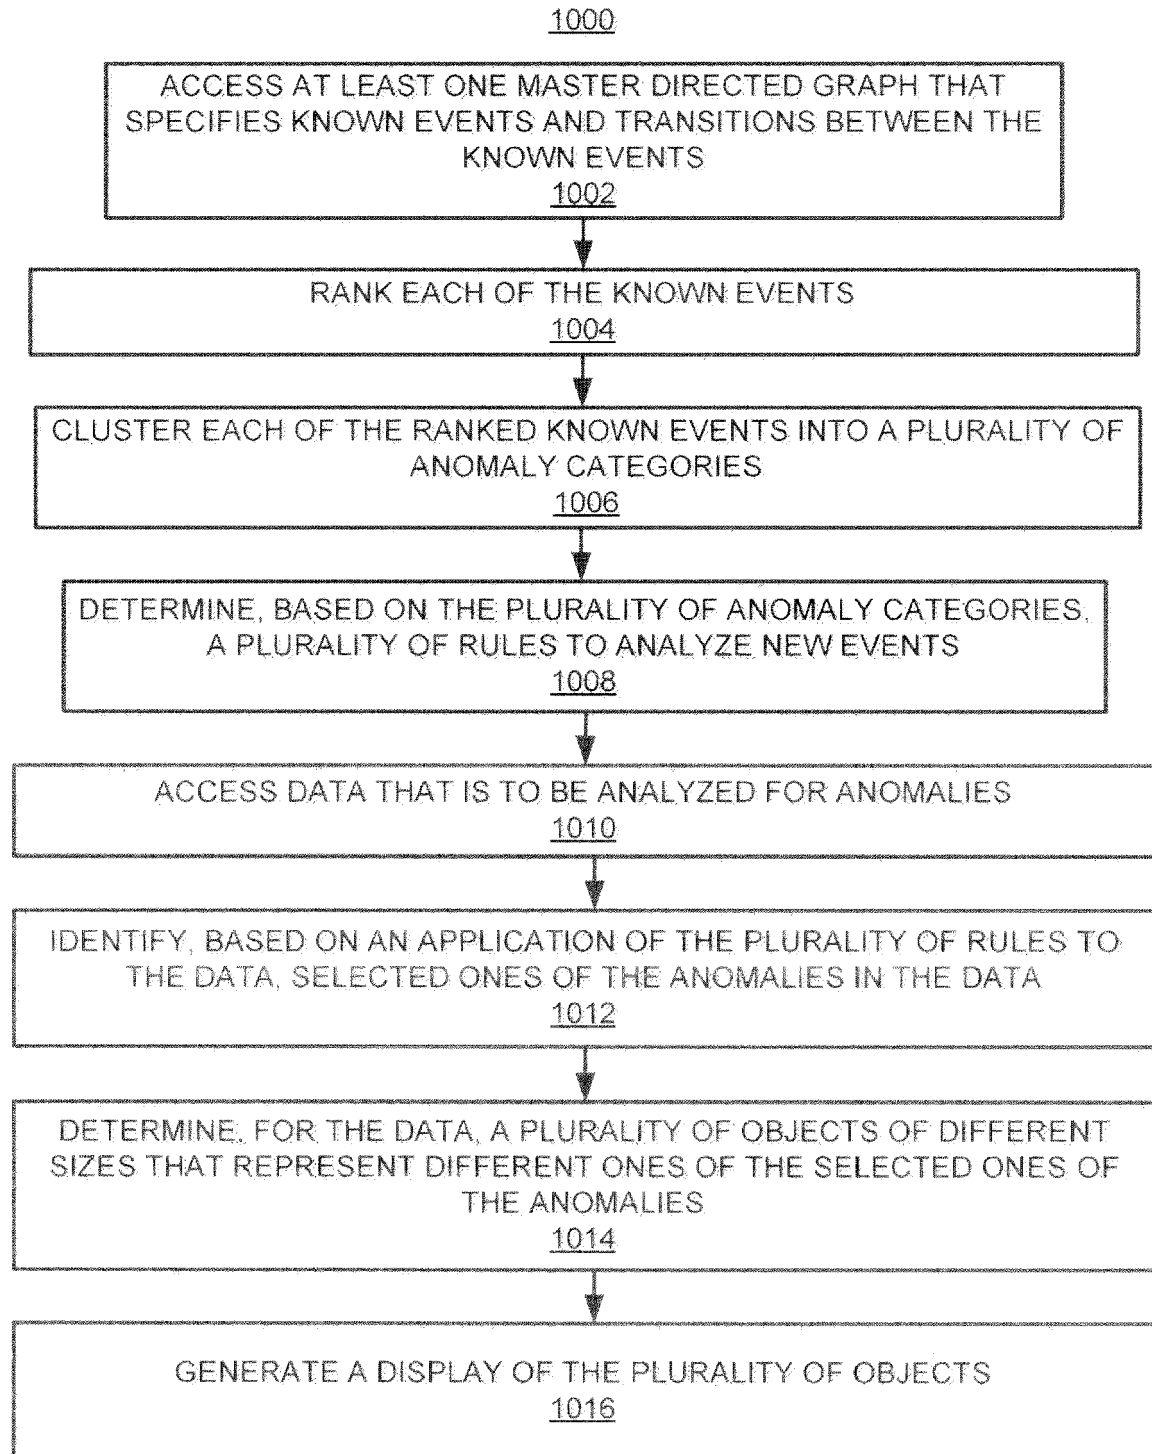 1000
ACCESS AT LEAST ONE MASTER DIRECTED GRAPH THAT
SPECIFIES KNOWN EVENTS AND TRANSITIONS BETWEEN THE
KNOWN EVENTS
1002
RANK EACH OF THE KNOWN EVENTS
1004
CLUSTER EACH OF THE RANKED KNOWN EVENTS INTO A PLURALITY OF
ANOMALY CATEGORIES
1006
DETERMINE, BASED ON THE PLURALITY OF ANOMALY CATEGORIES,
A PLURALITY OF RULES TO ANALYZE NEW EVENTS
1008
ACCESS DATA THAT IS TO BE ANALYZED FOR ANOMALIES
1010
IDENTIFY, BASED ON AN APPLICATION OF THE PLURALITY OF RULES TO
THE DATA, SELECTED ONES OF THE ANOMALIES IN THE DATA
1012
DETERMINE, FOR THE DATA, A PLURALITY OF OBJECTS OF DIFFERENT
SIZES THAT REPRESENT DIFFERENT ONES OF THE SELECTED ONES OF
THE ANOMALIES
1014
GENERATE A DISPLAY OF THE PLURALITY OF OBJECTS
1016